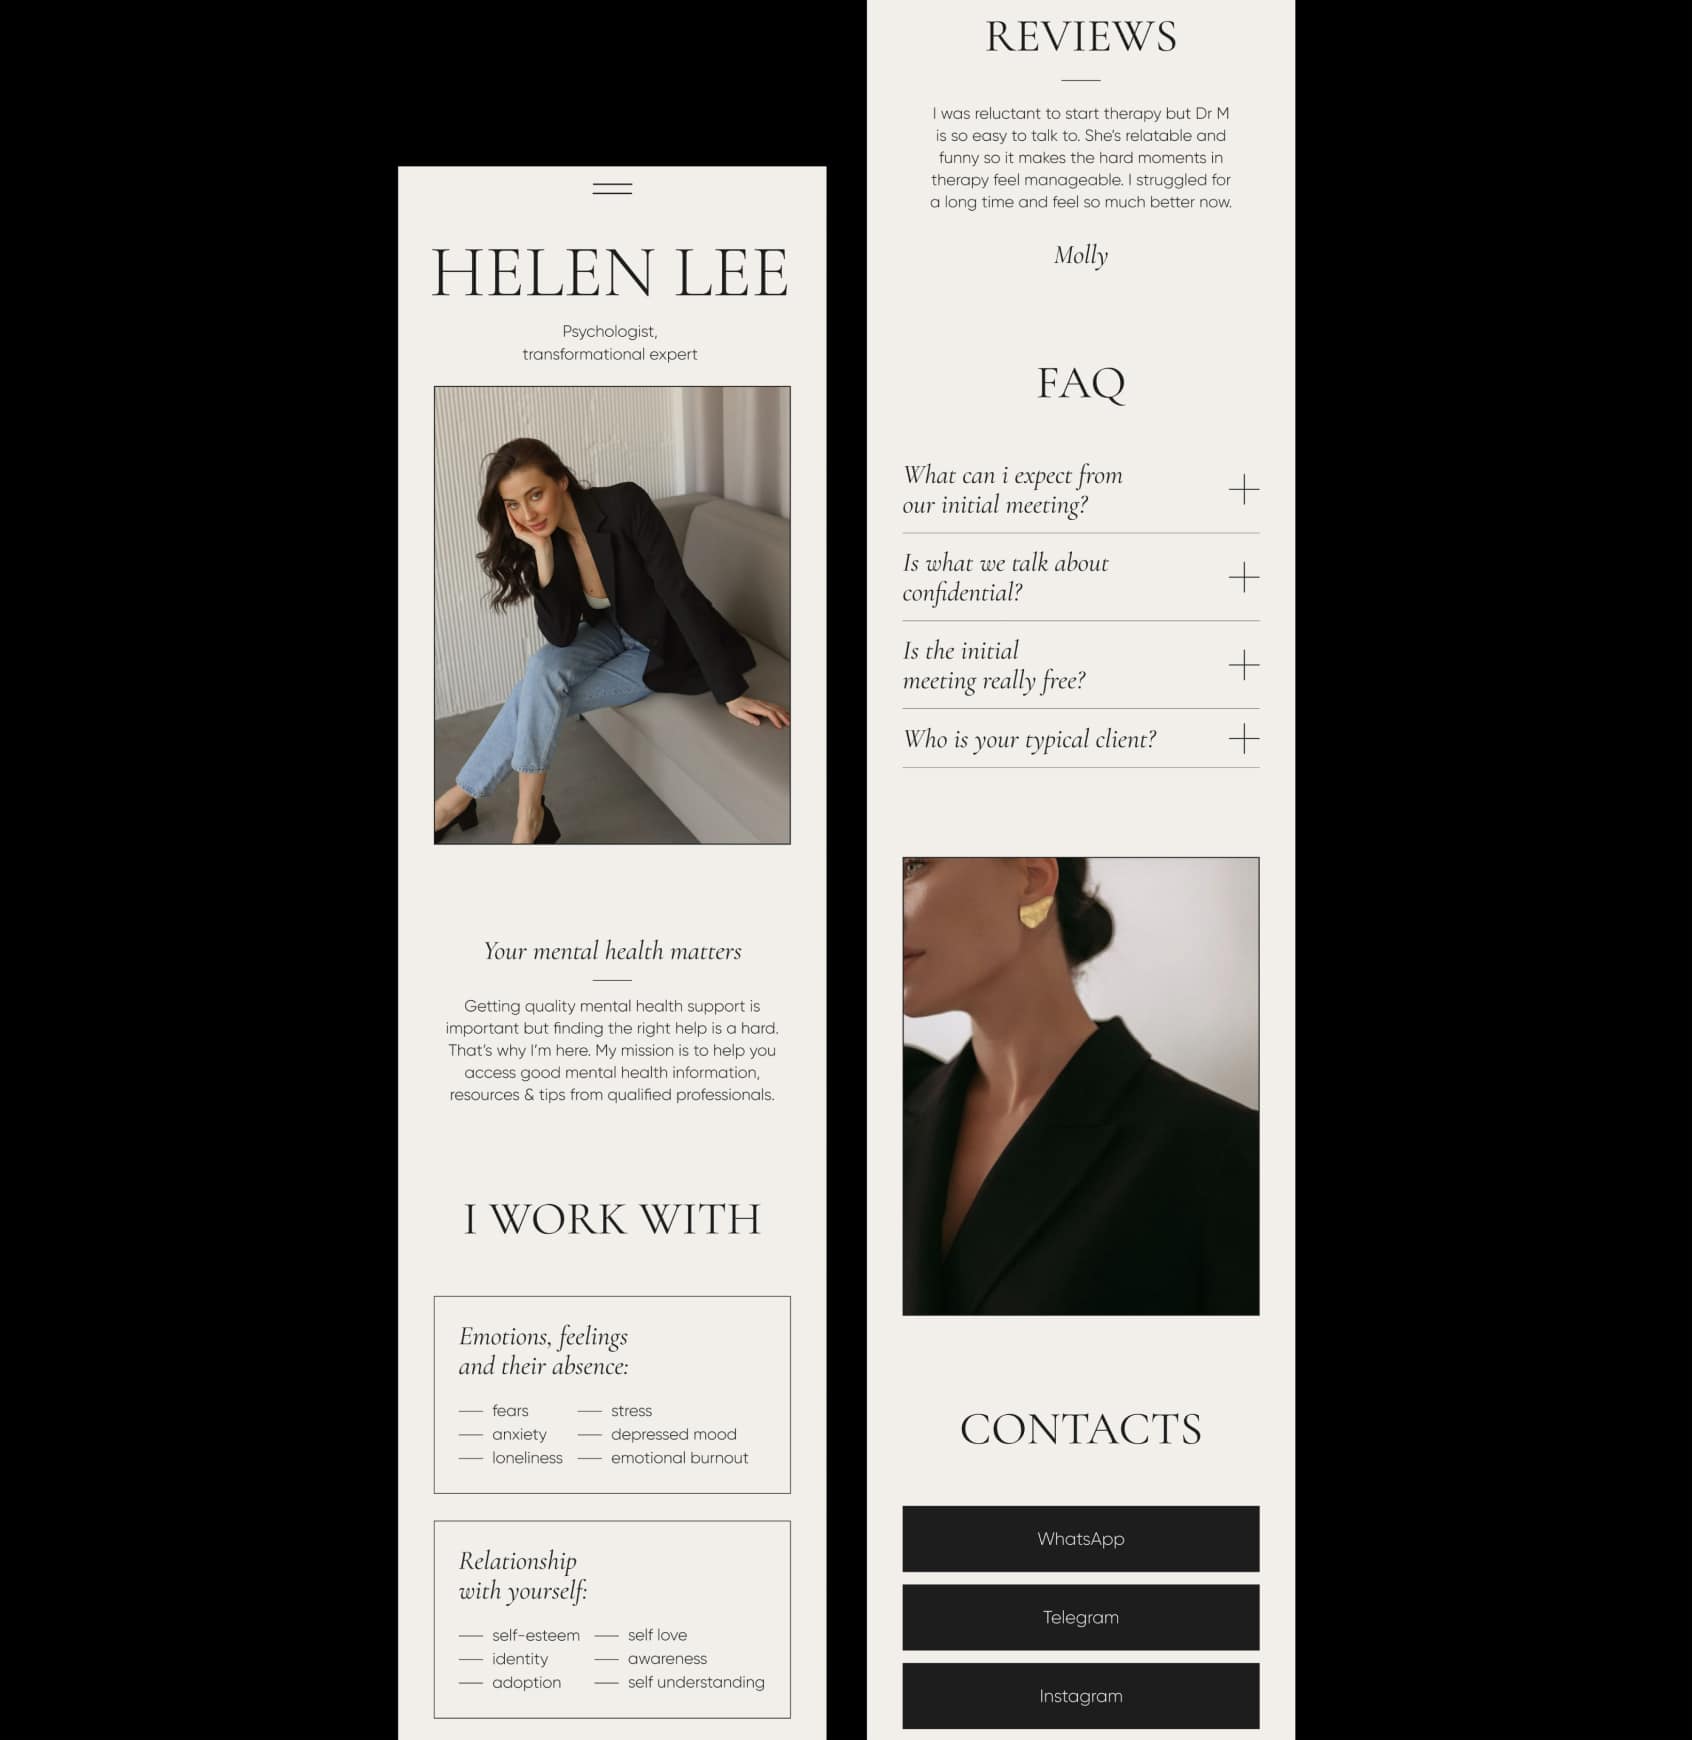 HELEN LEE
Psychologist,
transformational expert
Your mental health matters
Getting quality mental health support is
important but finding the right help is a hard.
That's why I'm here. My mission is to help you
access good mental health information,
resources & tips from qualified professionals.
I WORK WITH
Emotions, feelings
and their absence:
fears
anxiety
loneliness
stress
depressed mood
emotional burnout
Relationship
with yourself:
self-esteem
identity
adoption
self love
awareness
self understanding
REVIEWS
I was reluctant to start therapy but Dr M
is so easy to talk to. She's relatable and
funny so it makes the hard moments in
therapy feel manageable. I struggled for
a long time and feel so much better now.
Molly
FAQ
What can i expect from
our initial meeting?
Is what we talk about
confidential?
Is the initial
meeting really free?
Who is your typical client?
CONTACTS
WhatsApp
Telegram
Instagram